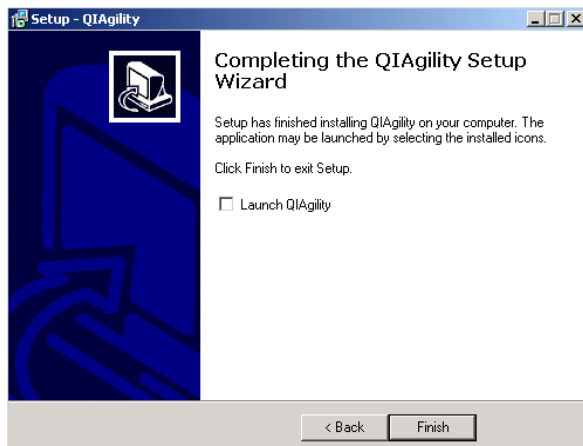 Setup - QIAgility
Completing the QIAgility Setup
Wizard
Setup has finished installing QIAgility on your computer. The
application may be launched by selecting the installed icons.
Click Finish to exit Setup.
Launch QIAgility
< Back
Finish